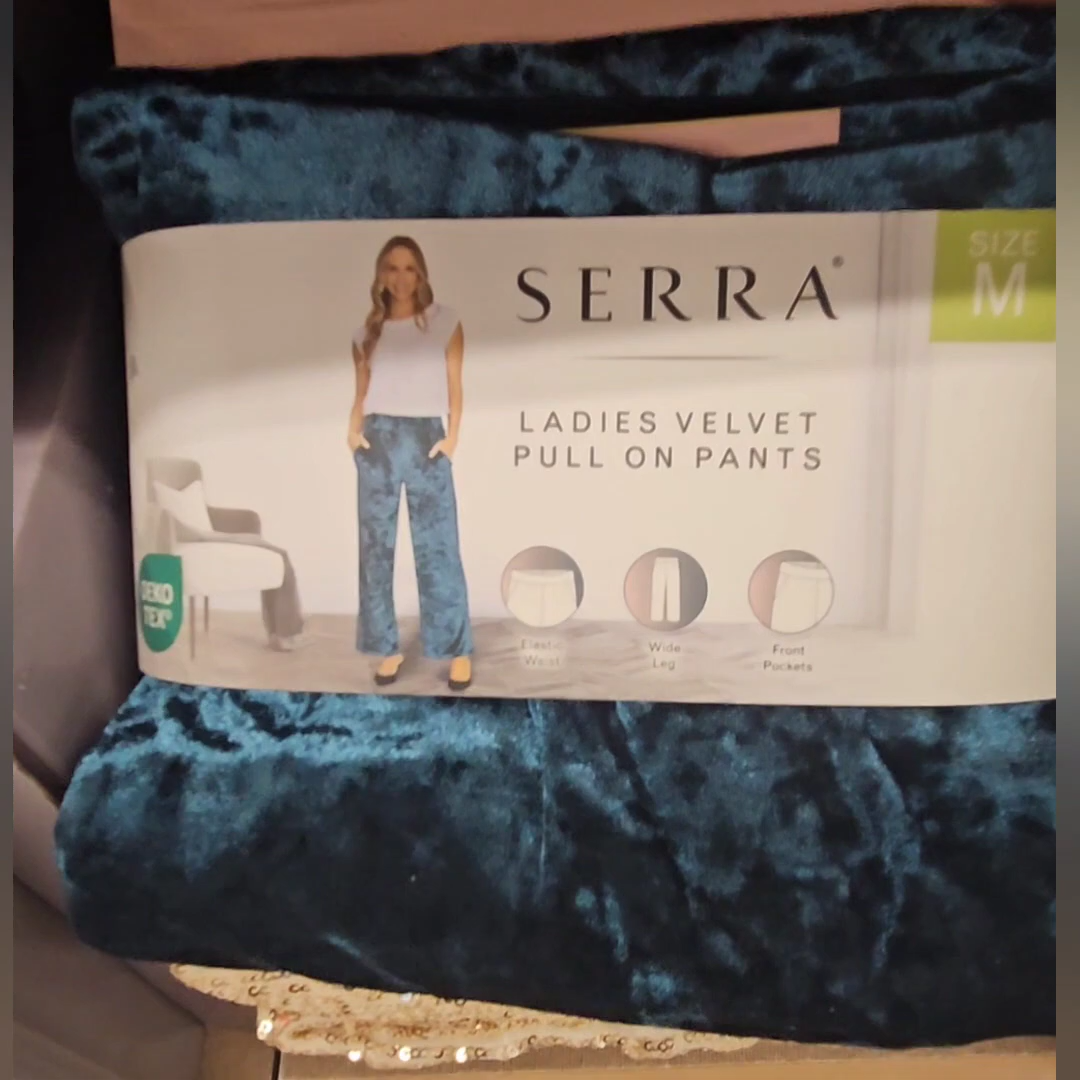 SERRA®
SIZE
M
LADIES VELVET
PULL ON PANTS
OEKO
TEX®
Elastic
Waist
Wide
Leg
Front
Pockets